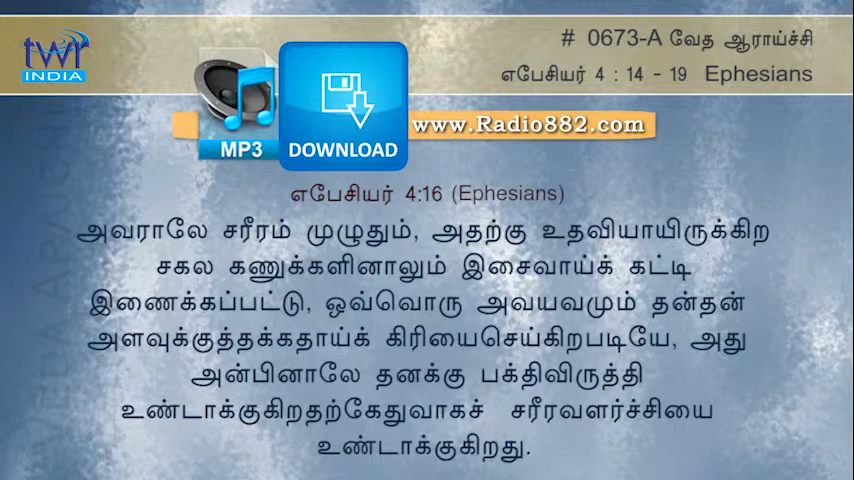 twr
INDIA
# 0673-A வேத ஆராய்ச்சி
எபேசியர் 4 : 14 - 19 Ephesians
MP3
DOWNLOAD
www.Radio882.com
எபேசியர் 4:16 (Ephesians)
அவராலே சரீரம் முழுதும், அதற்கு உதவியாயிருக்கிற
சகல கணுக்களினாலும் இசைவாய்க் கட்டி
இணைக்கப்பட்டு, ஒவ்வொரு அவயவமும் தன்தன்
அளவுக்குத்தக்கதாய்க் கிரியைசெய்கிறபடியே, அது
அன்பினாலே தனக்கு பக்திவிருத்தி
உண்டாக்குகிறதற்கேதுவாகச் சரீரவளர்ச்சியை
உண்டாக்குகிறது.